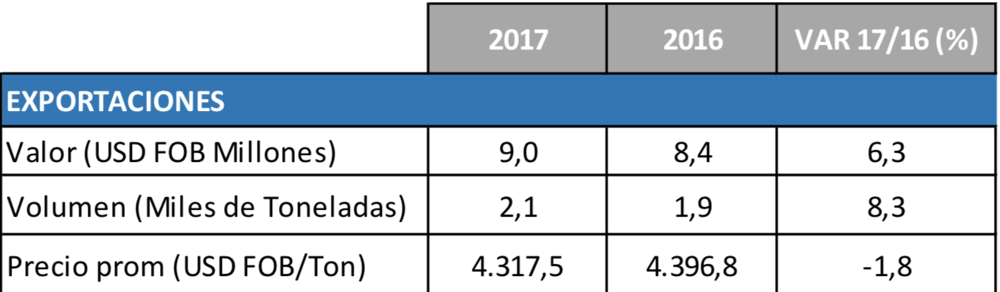 2017 2016 VAR 17/16 (%)
EXPORTACIONES
Valor (USD FOB Millones) 9,0 8,4 6,3
Volumen (Miles de Toneladas) 2,1 1,9 8,3
Precio prom (USD FOB/Ton) 4.317,5 4.396,8 -1,8